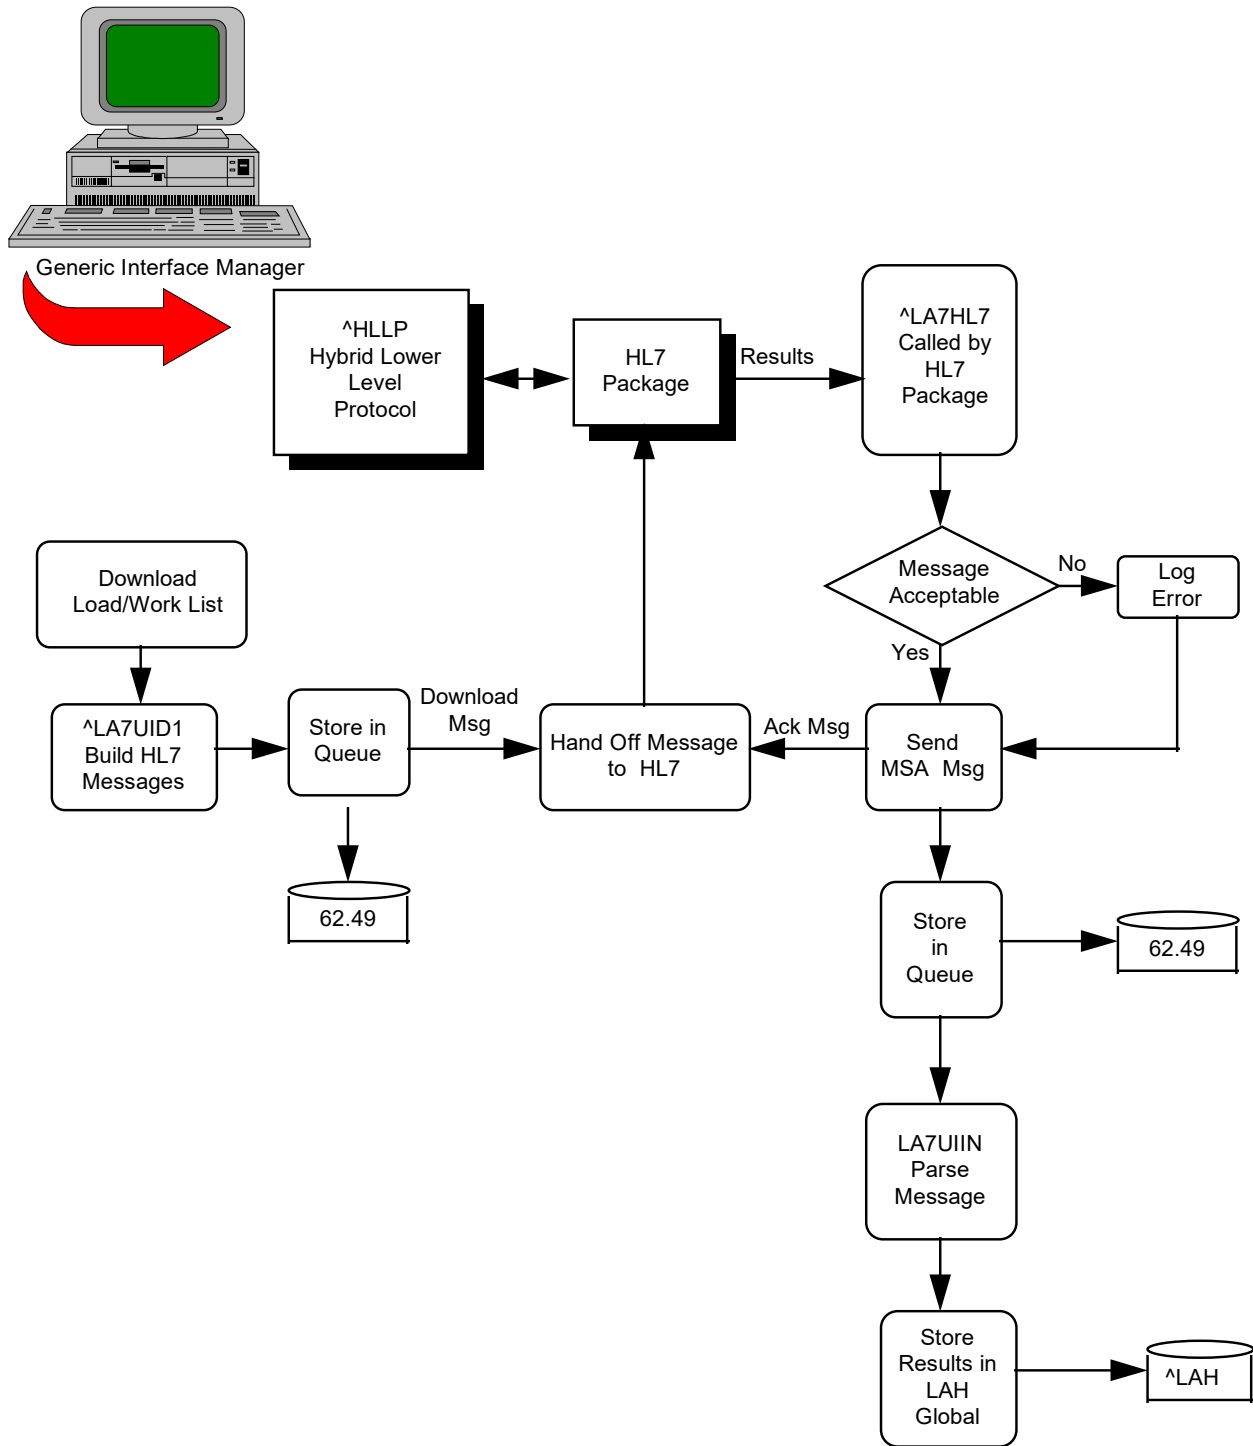 Generic Interface Manager
^HLLP
Hybrid Lower
Level
Protocol
HL7
Package
Results
^LA7HL7
Called by
HL7
Package
Message
Acceptable
No
Log
Error
Yes
Download
Load/Work List
^LA7UID1
Build HL7
Messages
Store in
Queue
Download
Msg
Hand Off Message
to HL7
Ack Msg
Send
MSA Msg
62.49
Store
in
Queue
62.49
LA7UIIN
Parse
Message
Store
Results in
LAH
Global
^LAH